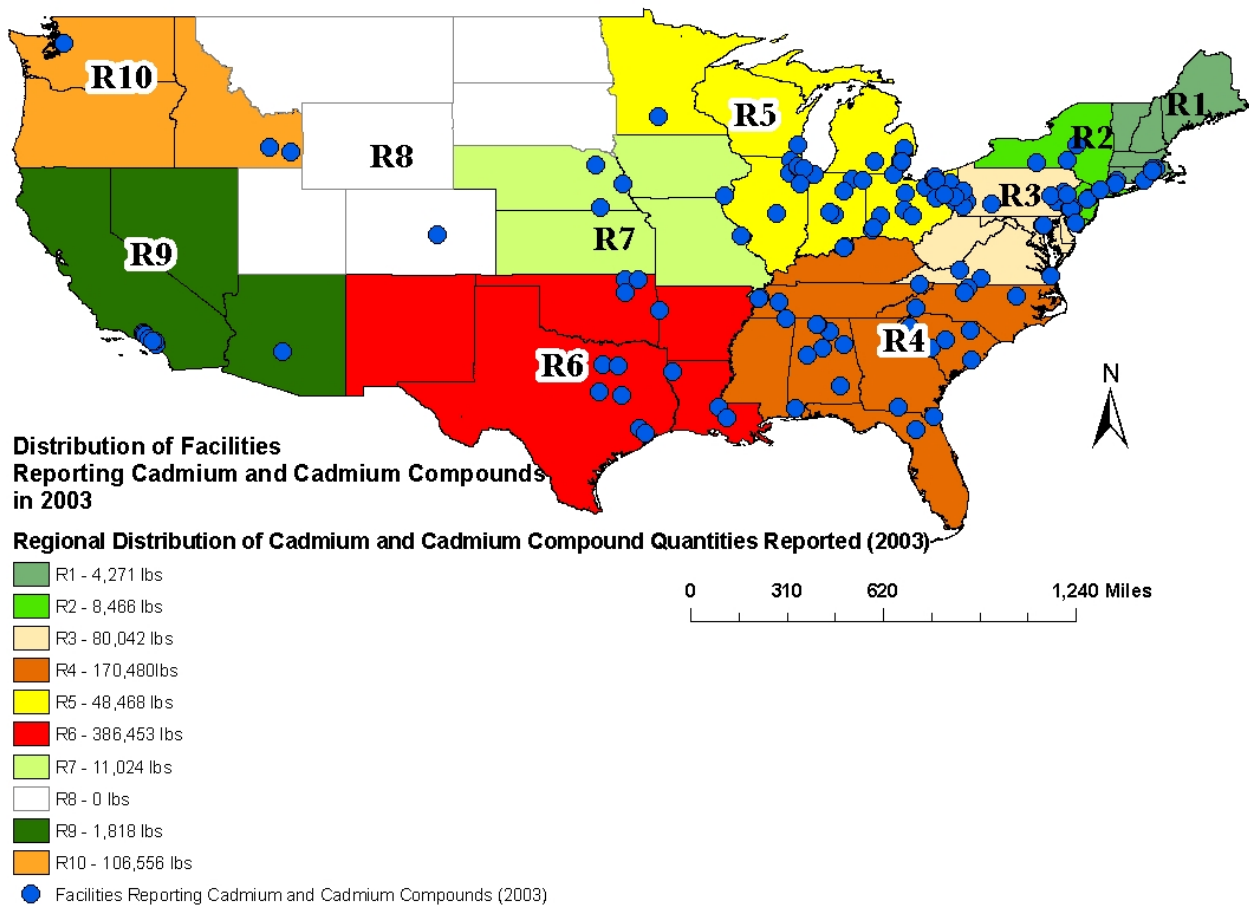 R10
R8
R5
R1
R2
R3
R9
R7
R6
R4
N
Distribution of Facilities
Reporting Cadmium and Cadmium Compounds
in 2003
Regional Distribution of Cadmium and Cadmium Compound Quantities Reported (2003)
R1 - 4,271 lbs
R2 - 8,466 lbs
R3 - 80,042 lbs
R4 - 170,480lbs
R5 - 48,468 lbs
R6 - 386,453 lbs
R7 - 11,024 lbs
R8 - 0 lbs
R9 - 1,818 lbs
R10 - 106,556 lbs
Facilities Reporting Cadmium and Cadmium Compounds (2003)
0 310 620 1,240 Miles